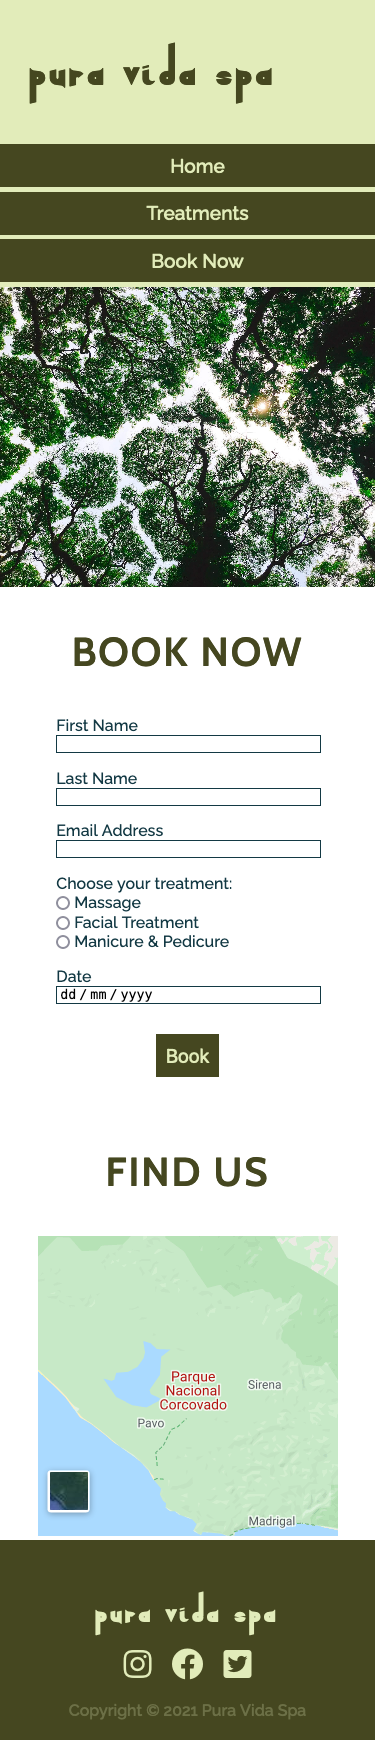 pura vida spa
Home
Treatments
Book Now
BOOK NOW
First Name
Last Name
Email Address
Choose your treatment:
Massage
Facial Treatment
Manicure & Pedicure
Date
dd / mm / yyyy
Book
FIND US
Parque
Nacional
Corcovado
Sirena
Pavo
Madrigal
pura vida spa
Copyright © 2021 Pura Vida Spa